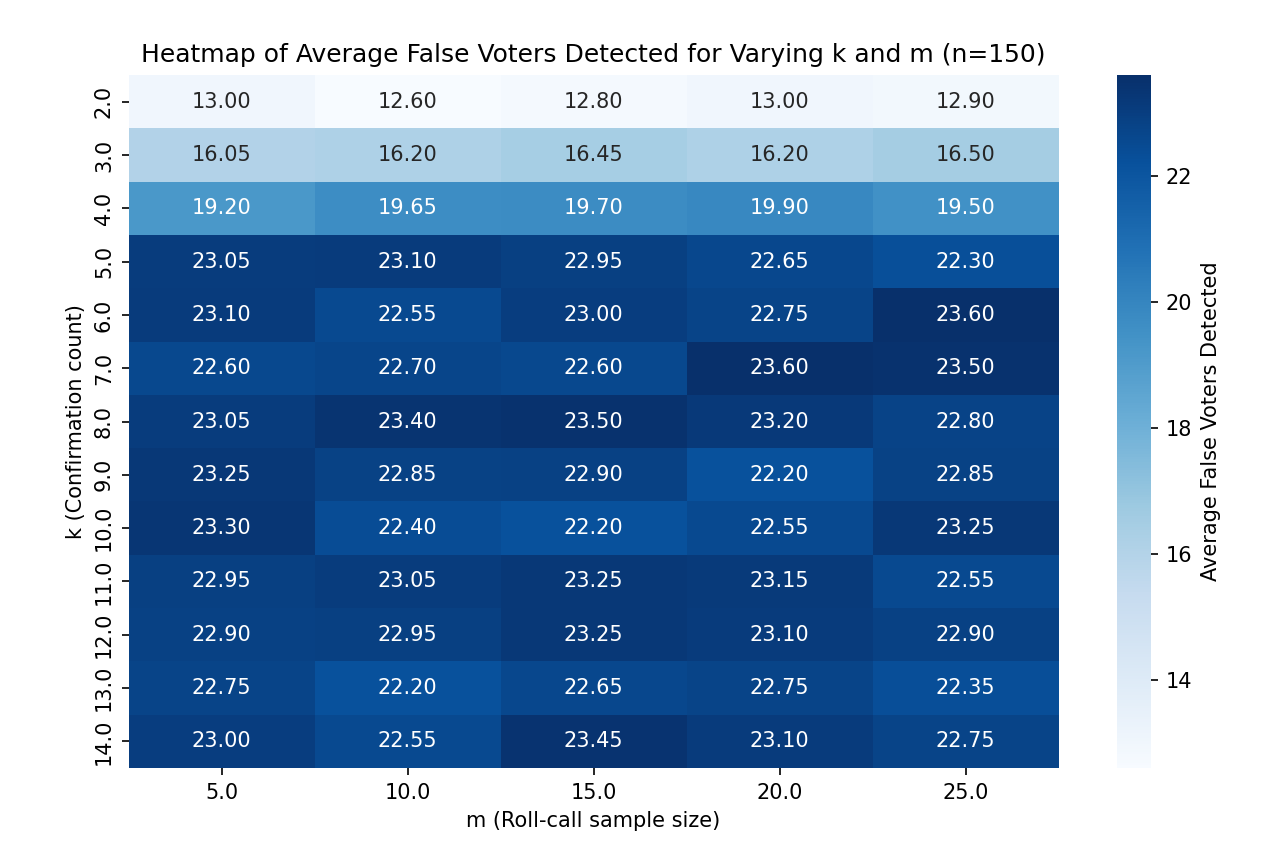 Heatmap of Average False Voters Detected for Varying k and m (n=150)
k (Confirmation count)
2.0 13.00 12.60 12.80 13.00 12.90
3.0 16.05 16.20 16.45 16.20 16.50
4.0 19.20 19.65 19.70 19.90 19.50
5.0 23.05 23.10 22.95 22.65 22.30
6.0 23.10 22.55 23.00 22.75 23.60
7.0 22.60 22.70 22.60 23.60 23.50
8.0 23.05 23.40 23.50 23.20 22.80
9.0 23.25 22.85 22.90 22.20 22.85
10.0 23.30 22.40 22.20 22.55 23.25
11.0 22.95 23.05 23.25 23.15 22.55
12.0 22.90 22.95 23.25 23.10 22.90
13.0 22.75 22.20 22.65 22.75 22.35
14.0 23.00 22.55 23.45 23.10 22.75
5.0 10.0 15.0 20.0 25.0
m (Roll-call sample size)
22
20
18
16
14
Average False Voters Detected